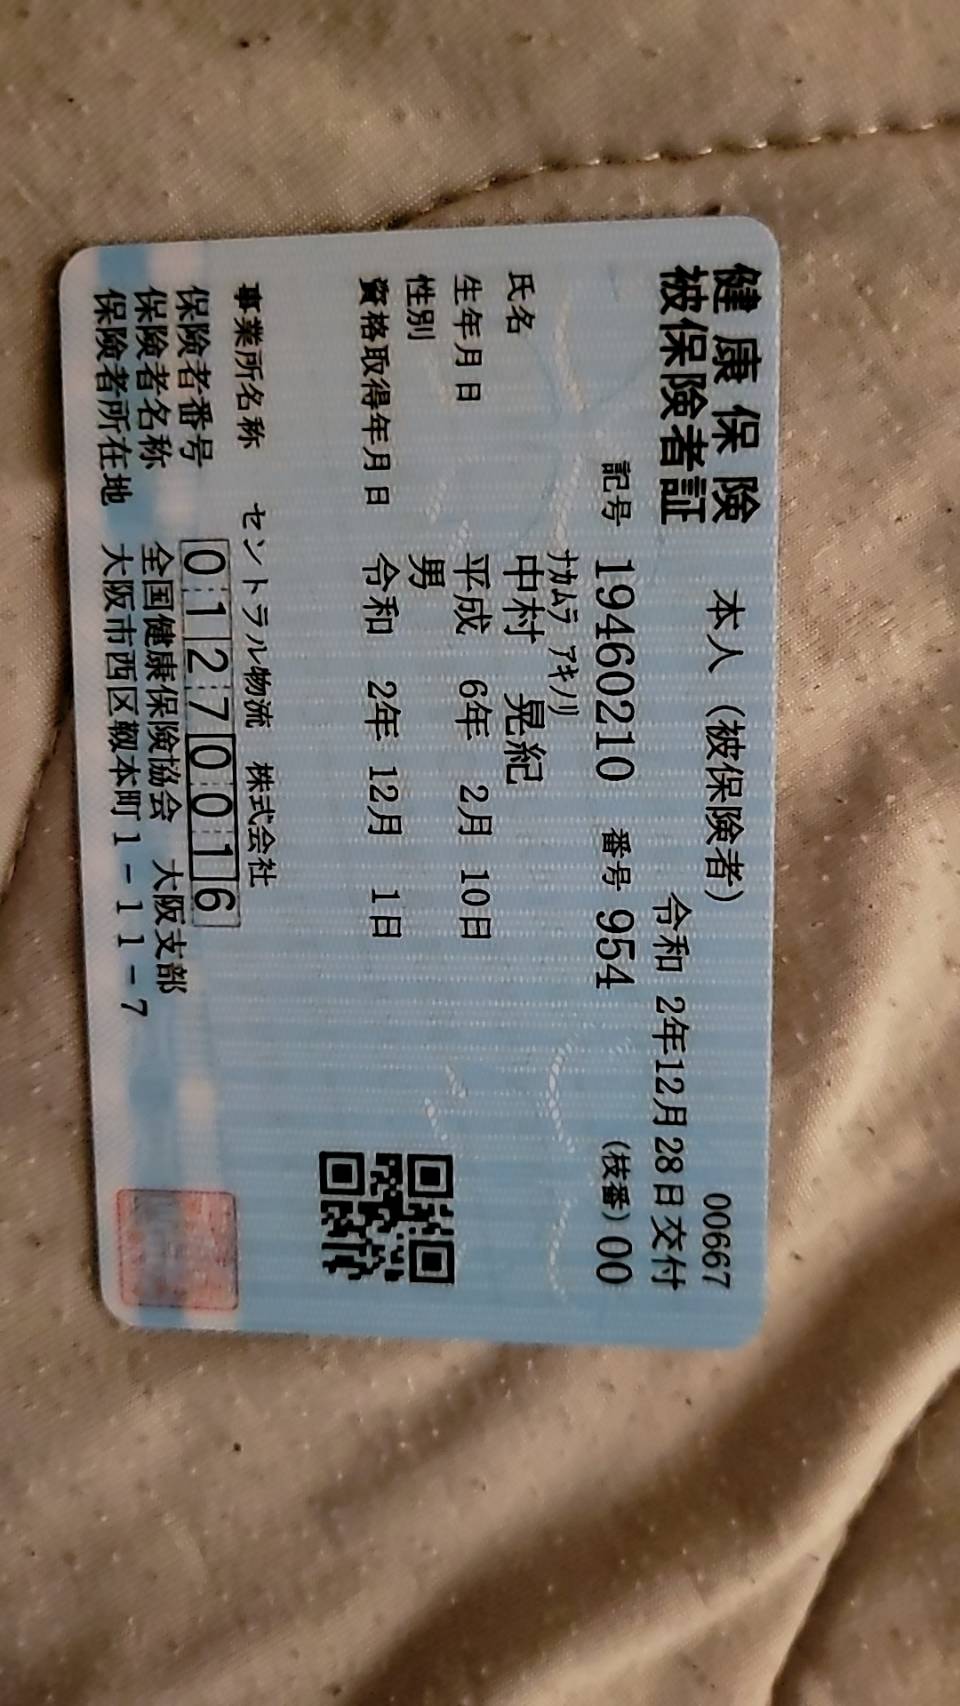 健康保険 本人（被保険者） 00667
被保険者証 令和 2年12月28日交付
記号 19460210 番号 954 （枝番）00
ナカムラ アキノリ
氏名 中村 晃紀
生年月日 平成 6年 2月 10日
性別 男
資格取得年月日 令和 2年 12月 1日
事業所名称 セントラル物流 株式会社
保険者番号 01270016
保険者名称 全国健康保険協会 大阪支部
保険者所在地 大阪市西区靱本町1-11-7